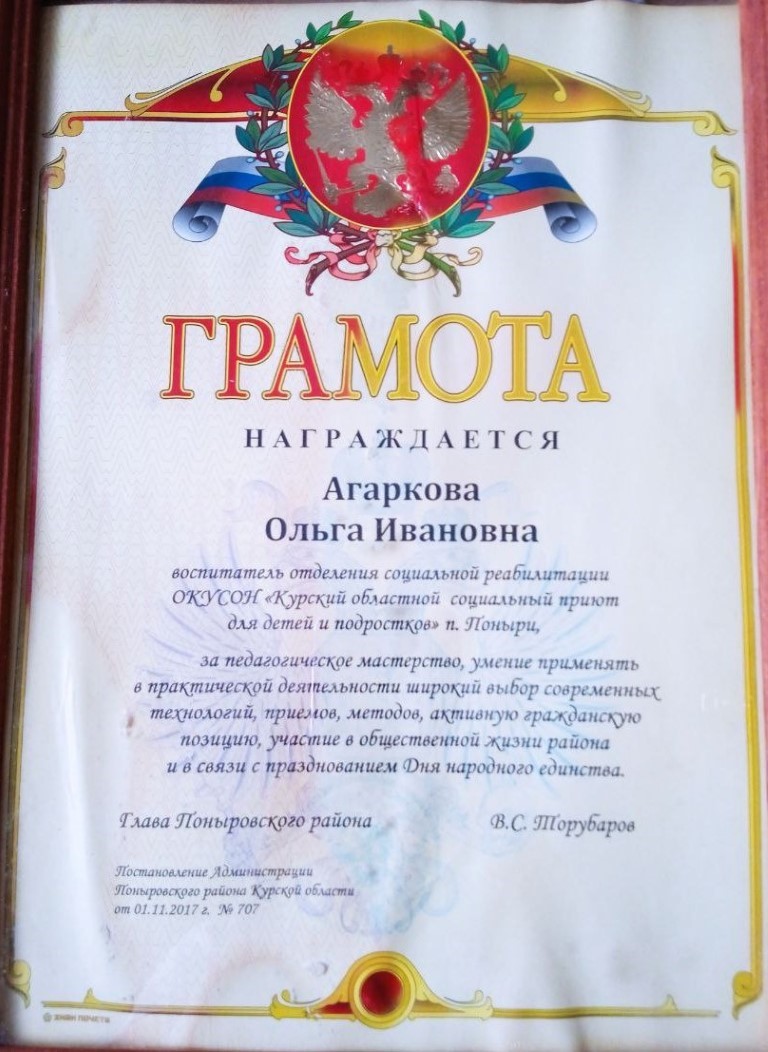 ГРАМОТА
НАГРАЖДАЕТСЯ
Агаркова
Ольга Ивановна
воспитатель отделения социальной реабилитации
ОКУСОН «Курский областной социальный приют
для детей и подростков» п. Поныри,
за педагогическое мастерство, умение применять
в практической деятельности широкий выбор современных
технологий, приемов, методов, активную гражданскую
позицию, участие в общественной жизни района
и в связи с празднованием Дня народного единства.
Глава Поныровского района В.С. Торубаров
Постановление Администрации
Поныровского района Курской области
от 01.11.2017 г. № 707
ЗНАК ПОЧЕТА